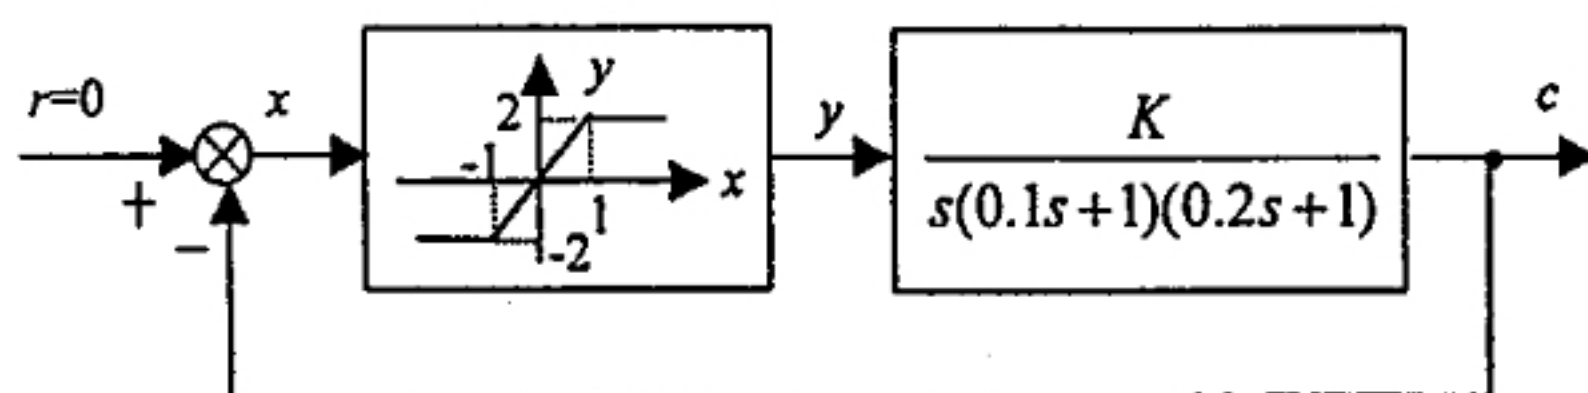 r=0
+
−
x
y
2
-1
x
1
-2
y
K
s(0.1s+1)(0.2s+1)
c